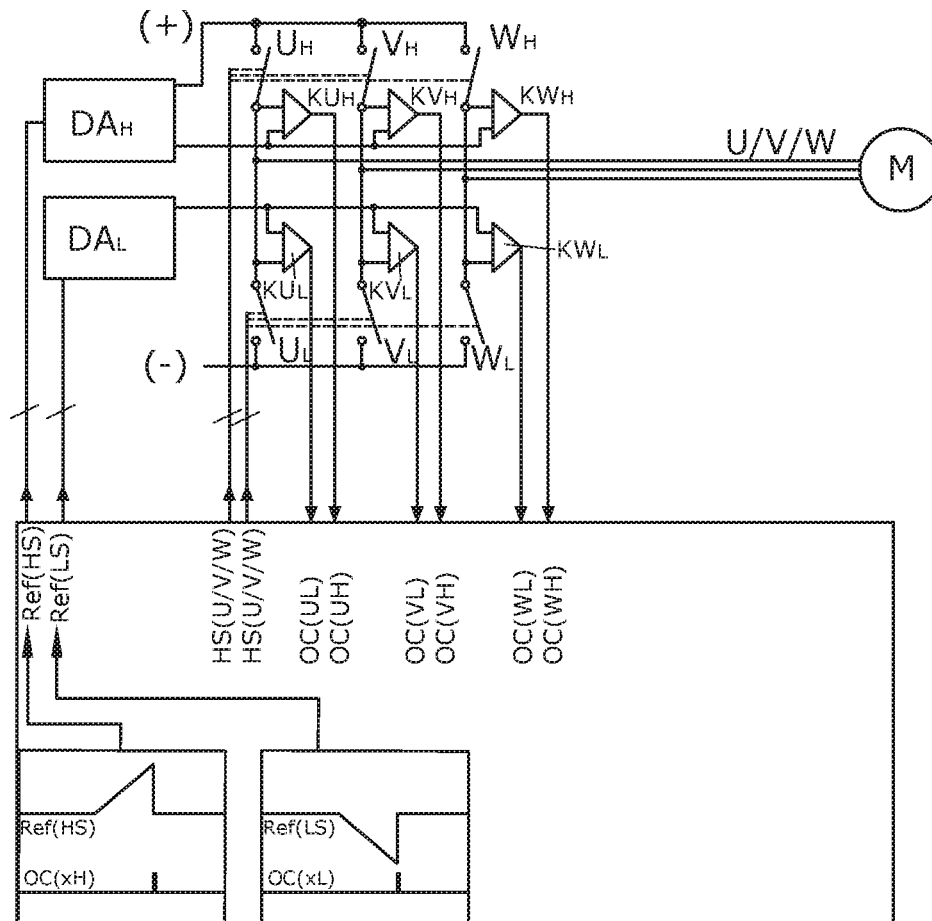 (+)
UH
VH
WH
DAH
KUH
KVH
KWH
U/V/W
M
DAL
KUL
KVL
KWL
UL
VL
WL
(-)
Ref(HS)
Ref(LS)
HS(U/V/W)
HS(U/V/W)
OC(UL)
OC(UH)
OC(VL)
OC(VH)
OC(WL)
OC(WH)
Ref(HS)
OC(xH)
Ref(LS)
OC(xL)